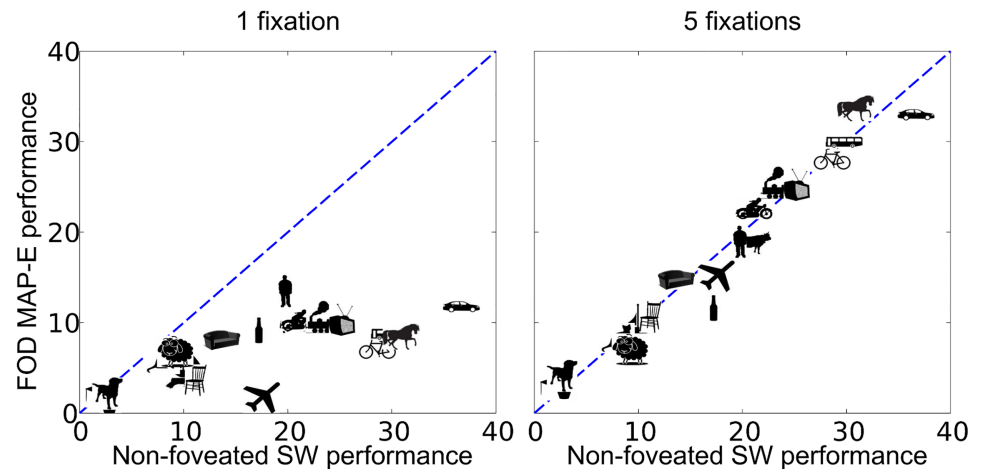 1 fixation
5 fixations
FOD MAP-E performance
40
30
20
10
0
0 10 20 30 40
0 10 20 30 40
Non-foveated SW performance
Non-foveated SW performance